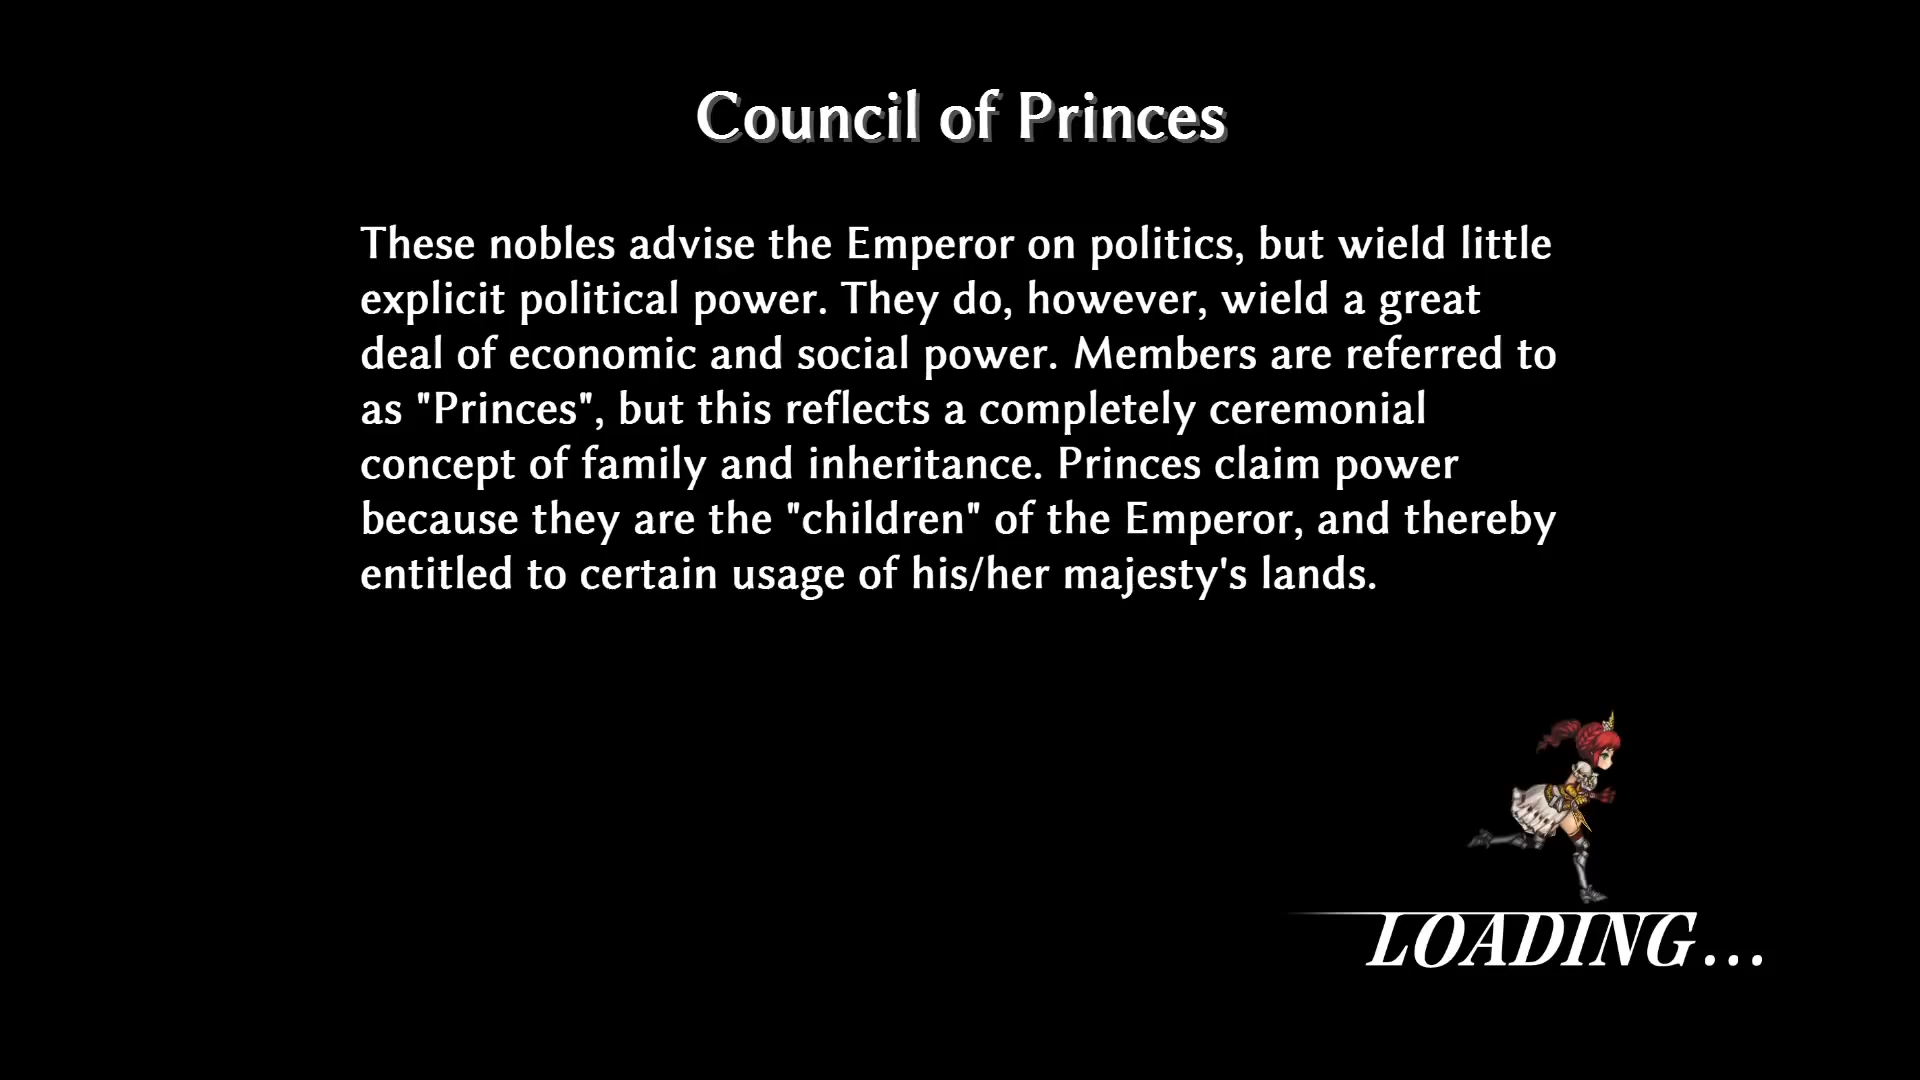 Council of Princes
These nobles advise the Emperor on politics, but wield little
explicit political power. They do, however, wield a great
deal of economic and social power. Members are referred to
as "Princes", but this reflects a completely ceremonial
concept of family and inheritance. Princes claim power
because they are the "children" of the Emperor, and thereby
entitled to certain usage of his/her majesty's lands.
LOADING...